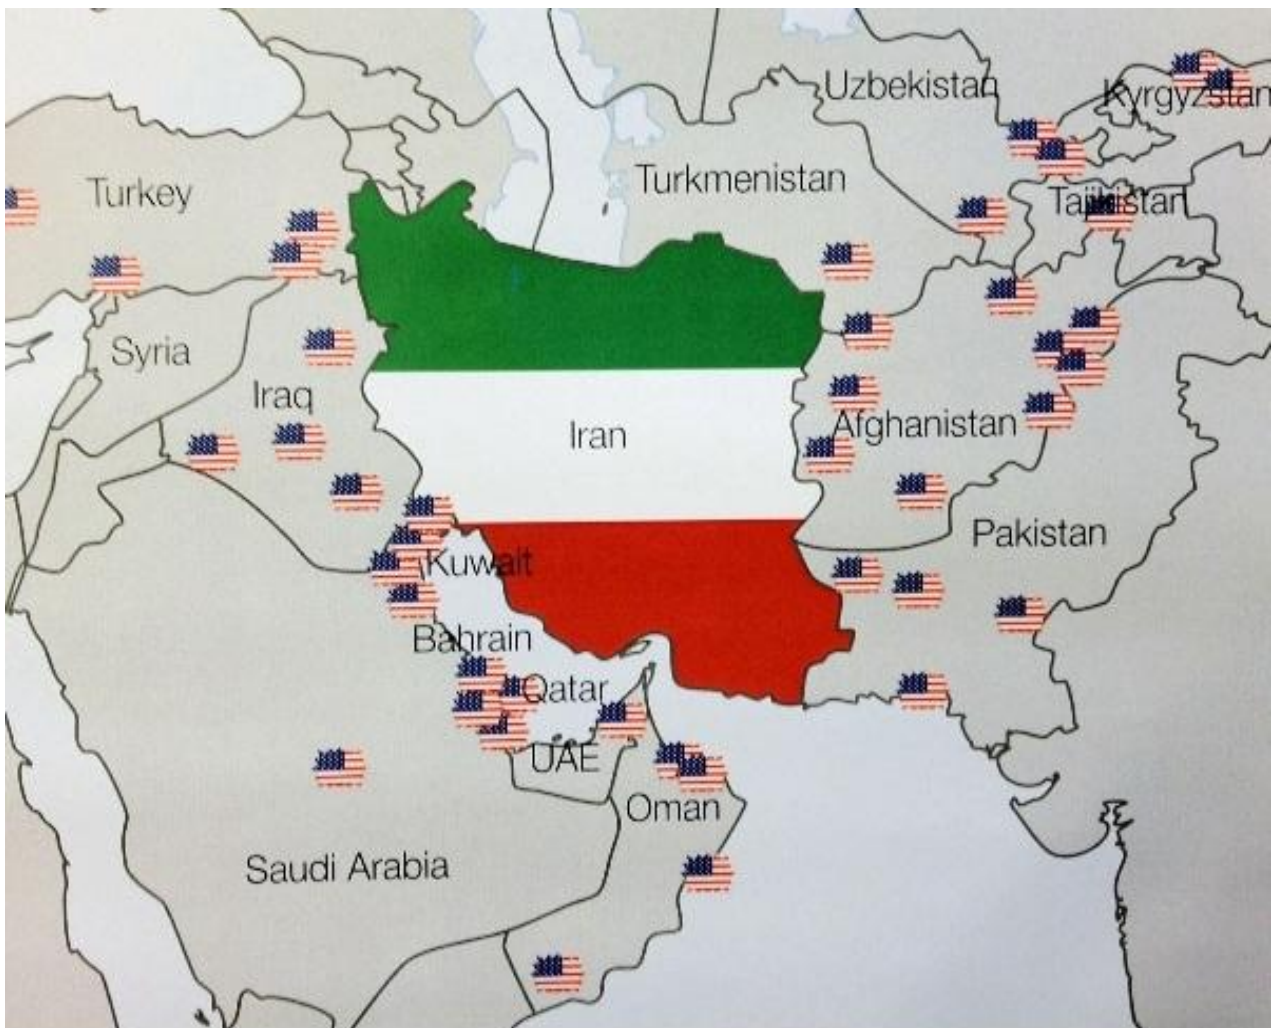 Uzbekistan
Kyrgyzstan
Turkey
Turkmenistan
Tajikistan
Syria
Iraq
Iran
Afghanistan
Pakistan
Kuwait
Bahrain
Qatar
UAE
Oman
Saudi Arabia